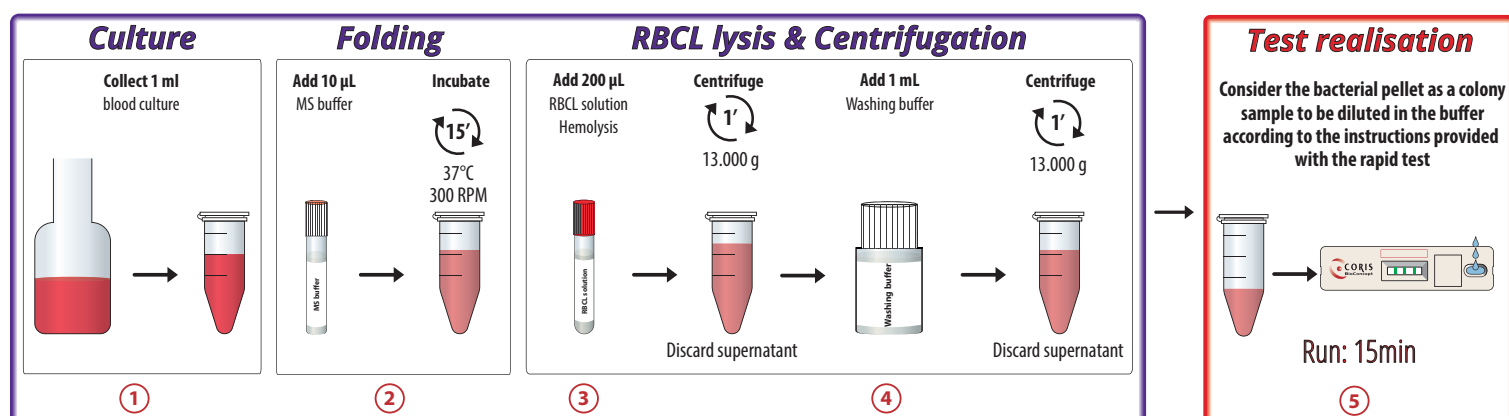 Culture
Collect 1 ml
blood culture
1
Folding
Add 10 µL
MS buffer
MS buffer
Incubate
15’
37°C
300 RPM
2
RBCL lysis & Centrifugation
Add 200 µL
RBCL solution
Hemolysis
RBCL solution
3
Centrifuge
1’
13.000 g
Discard supernatant
Add 1 mL
Washing buffer
Washing buffer
4
Centrifuge
1’
13.000 g
Discard supernatant
Test realisation
Consider the bacterial pellet as a colony
sample to be diluted in the buffer
according to the instructions provided
with the rapid test
CORIS
BioConcept
Run: 15min
5